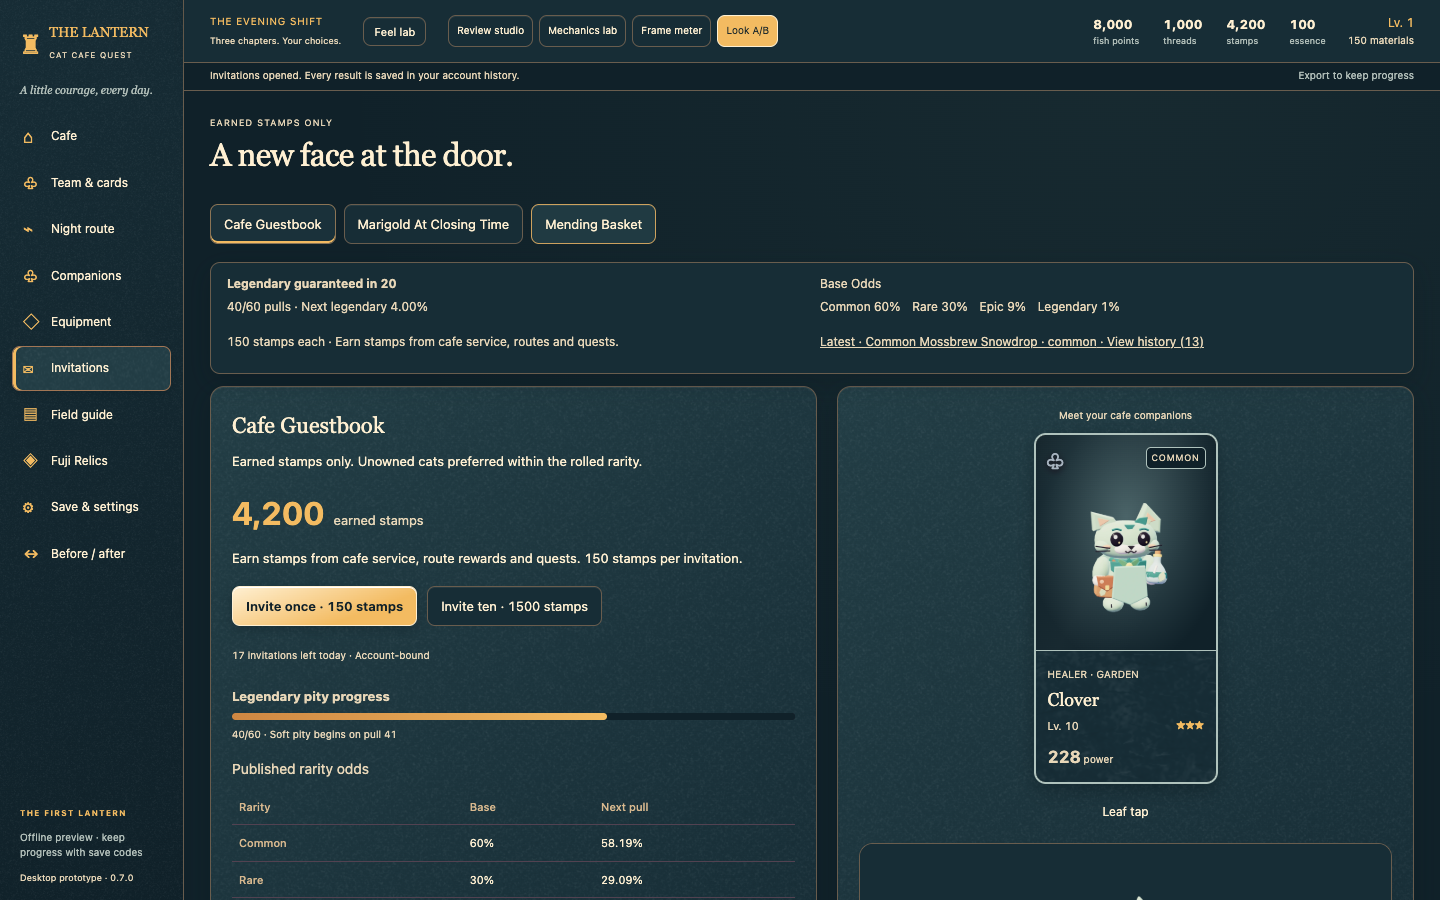 THE LANTERN
CAT CAFE QUEST
A little courage, every day.
Cafe
Team & cards
Night route
Companions
Equipment
Invitations
Field guide
Fuji Relics
Save & settings
Before / after
THE FIRST LANTERN
Offline preview · keep
progress with save codes
Desktop prototype · 0.7.0
THE EVENING SHIFT
Three chapters. Your choices.
Feel lab
Review studio
Mechanics lab
Frame meter
Look A/B
8,000
fish points
1,000
threads
4,200
stamps
100
essence
Lv. 1
150 materials
Invitations opened. Every result is saved in your account history.
Export to keep progress
EARNED STAMPS ONLY
A new face at the door.
Cafe Guestbook
Marigold At Closing Time
Mending Basket
Legendary guaranteed in 20
40/60 pulls · Next legendary 4.00%
150 stamps each · Earn stamps from cafe service, routes and quests.
Base Odds
Common 60% Rare 30% Epic 9% Legendary 1%
Latest · Common Mossbrew Snowdrop · common · View history (13)
Cafe Guestbook
Earned stamps only. Unowned cats preferred within the rolled rarity.
4,200 earned stamps
Earn stamps from cafe service, route rewards and quests. 150 stamps per invitation.
Invite once · 150 stamps
Invite ten · 1500 stamps
17 invitations left today · Account-bound
Legendary pity progress
40/60 · Soft pity begins on pull 41
Published rarity odds
Rarity Base Next pull
Common 60% 58.19%
Rare 30% 29.09%
Meet your cafe companions
COMMON
HEALER · GARDEN
Clover
Lv. 10
228 power
Leaf tap